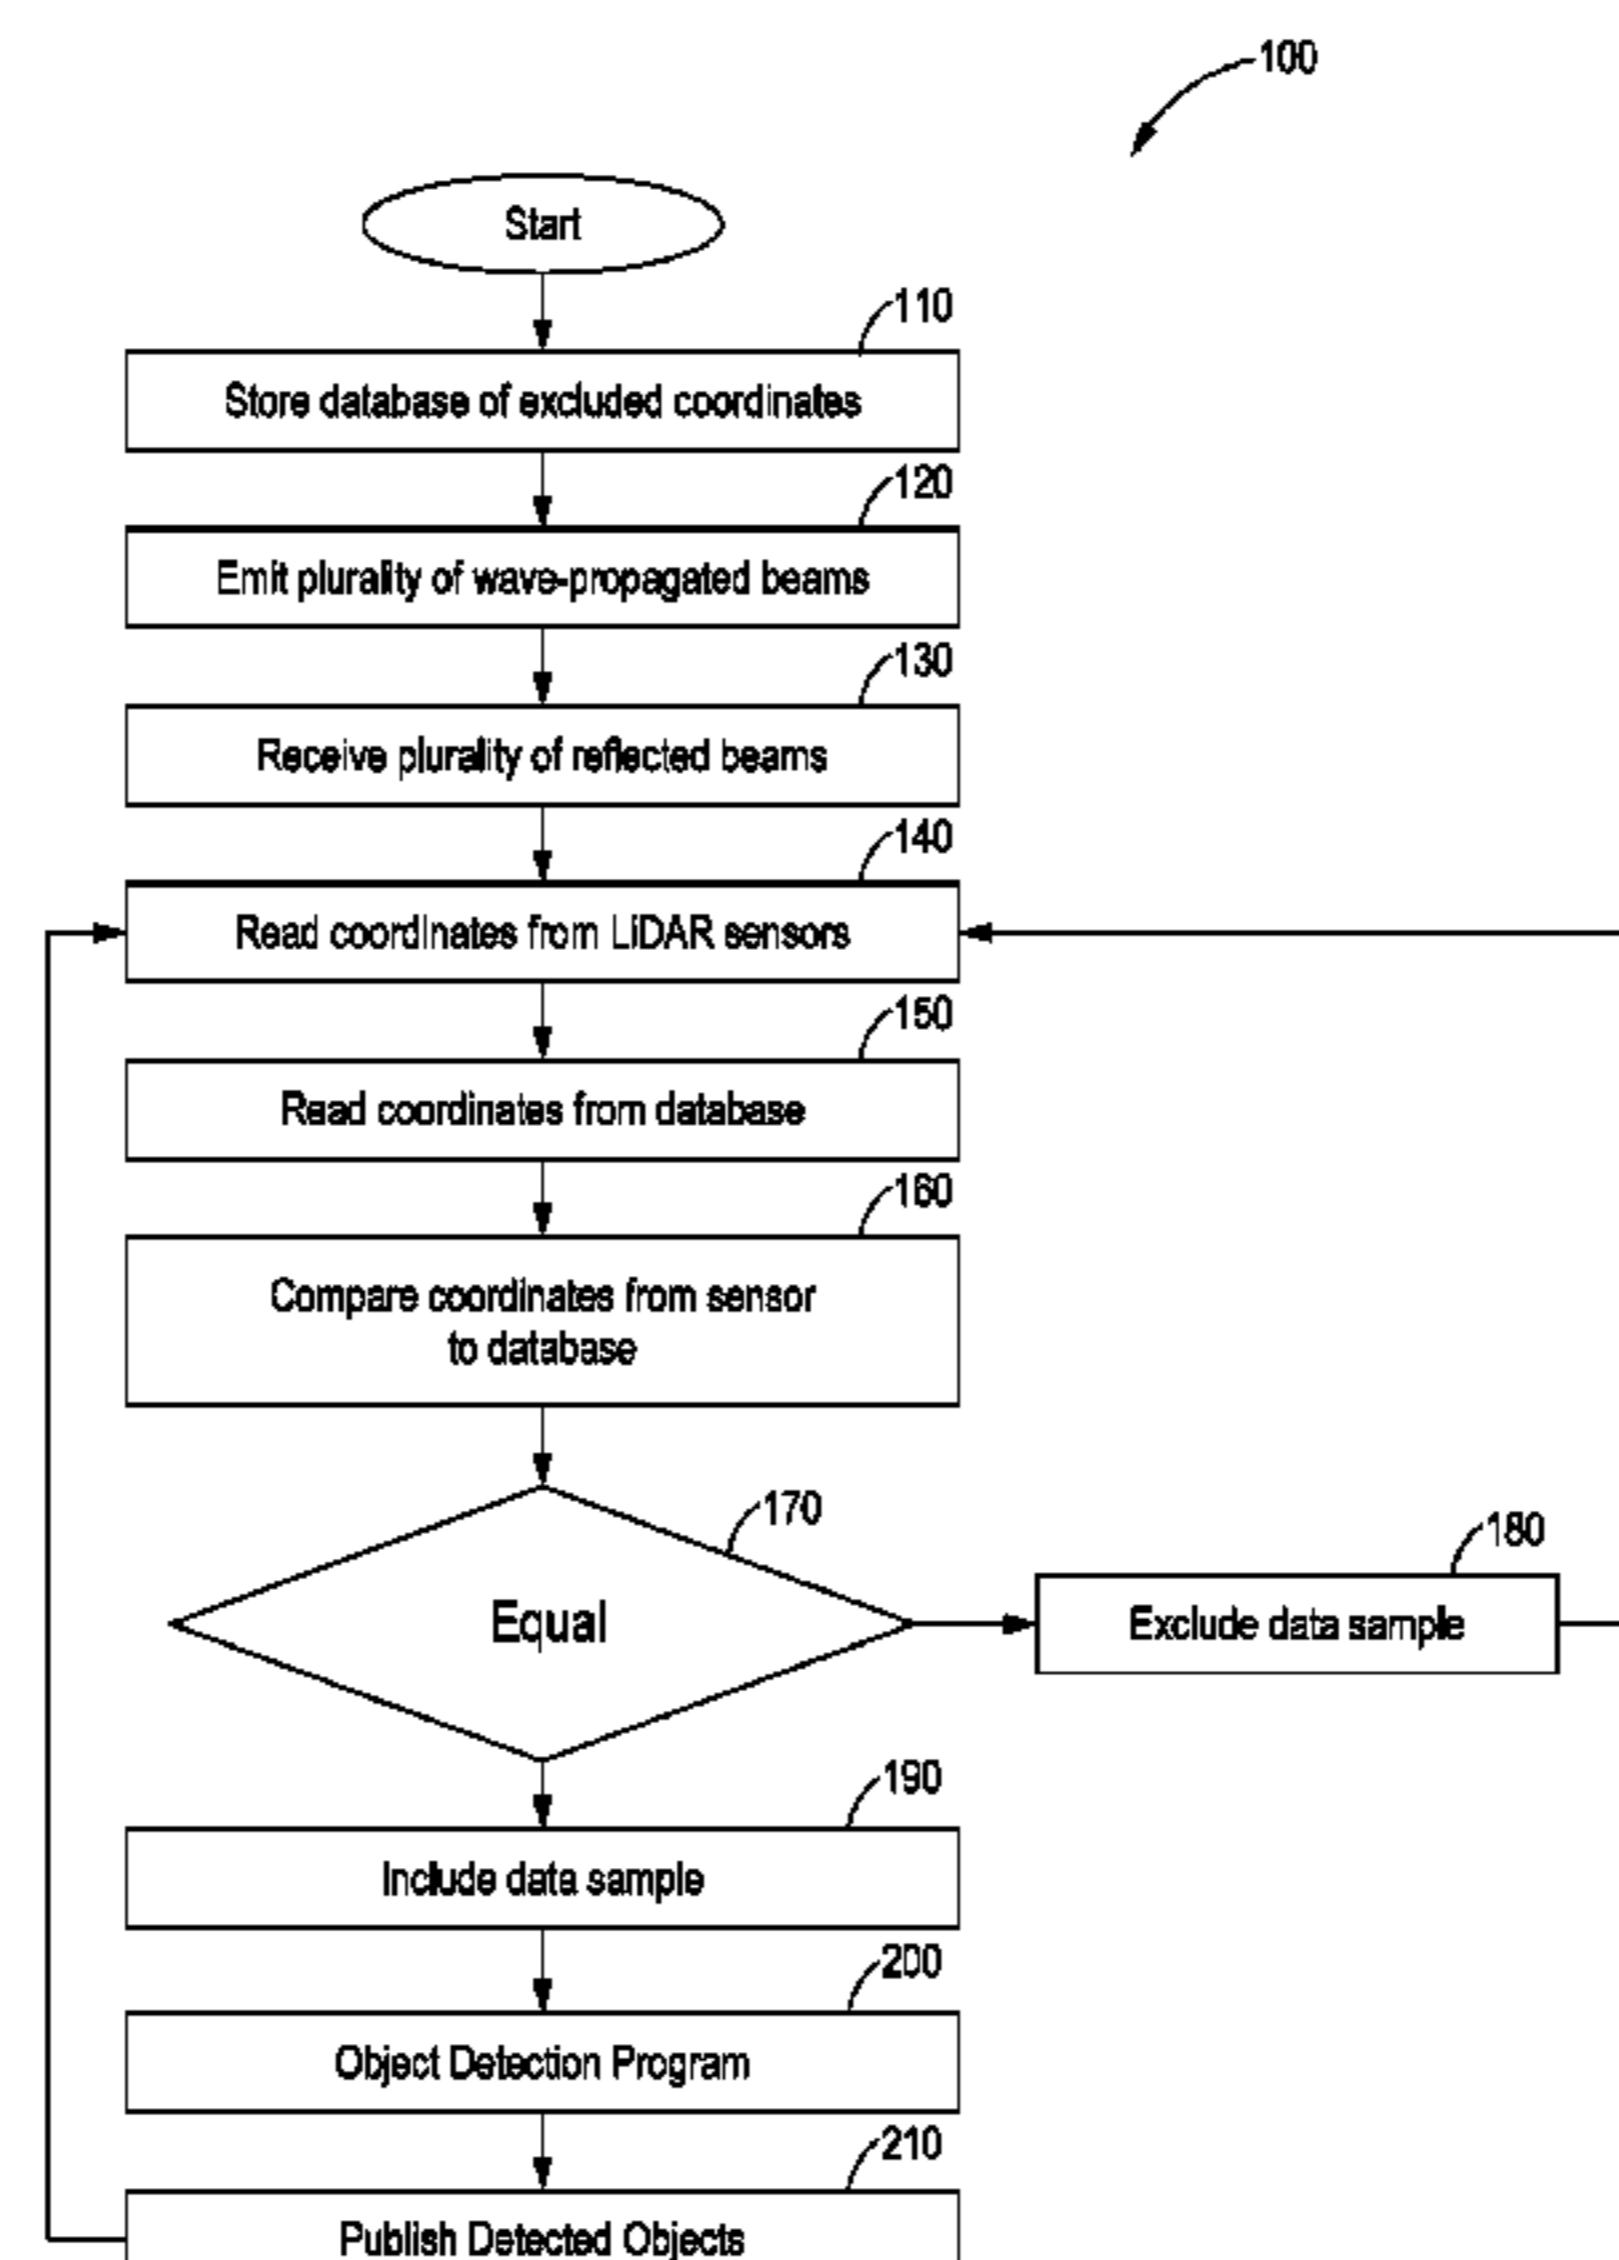 100
Start
110
Store database of excluded coordinates
120
Emit plurality of wave-propagated beams
130
Receive plurality of reflected beams
140
Read coordinates from LiDAR sensors
150
Read coordinates from database
160
Compare coordinates from sensor
to database
170
Equal
180
Exclude data sample
190
Include data sample
200
Object Detection Program
210
Publish Detected Objects